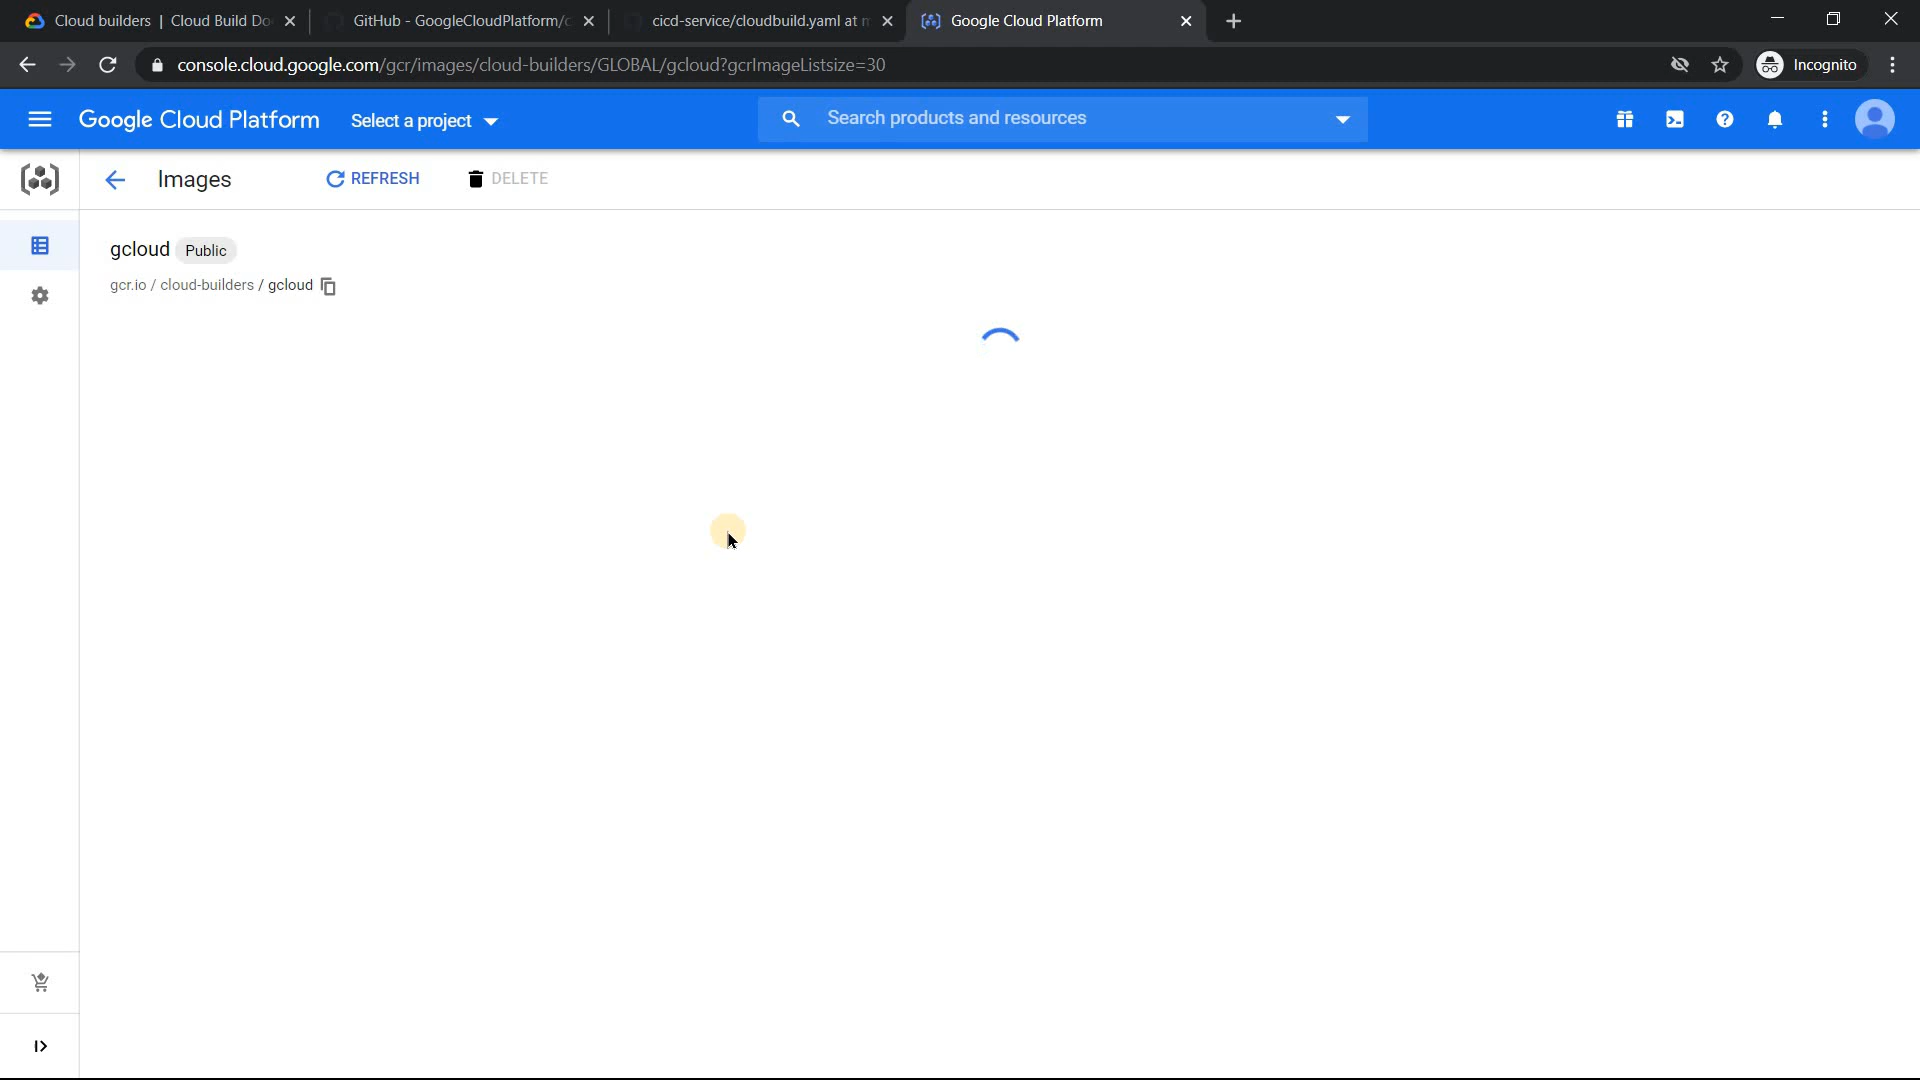 Cloud builders | Cloud Build Do
GitHub - GoogleCloudPlatform/c
cicd-service/cloudbuild.yaml at m
Google Cloud Platform
console.cloud.google.com/gcr/images/cloud-builders/GLOBAL/gcloud?gcrImageListsize=30
Incognito
Google Cloud Platform
Select a project
Search products and resources
Images
REFRESH
DELETE
gcloud Public
gcr.io / cloud-builders / gcloud